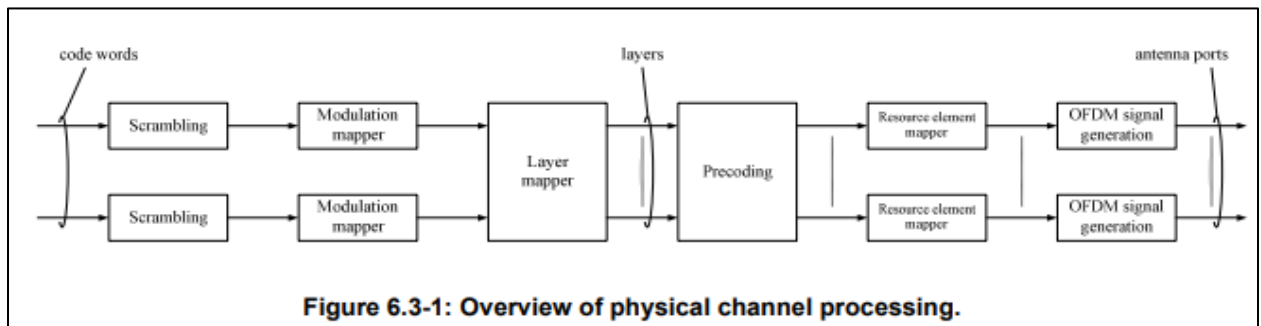 code words
layers
antenna ports
Scrambling
Modulation
mapper
Layer
mapper
Precoding
Resource element
mapper
OFDM signal
generation
Scrambling
Modulation
mapper
Resource element
mapper
OFDM signal
generation
Figure 6.3-1: Overview of physical channel processing.